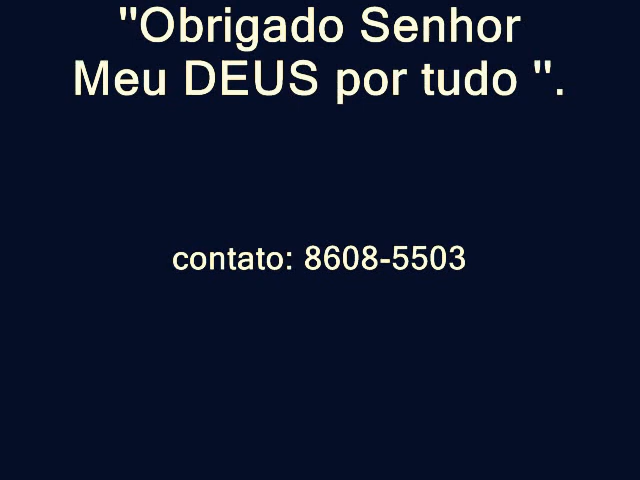 "Obrigado Senhor
Meu DEUS por tudo ".
contato: 8608-5503